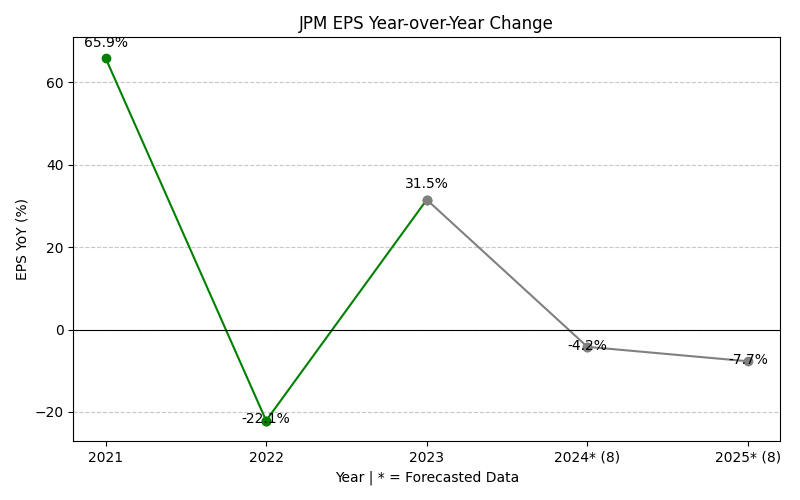 JPM EPS Year-over-Year Change
65.9%
60
40
31.5%
20
EPS YoY (%)
0
-4.2%
-7.7%
−20
-22.1%
2021 2022 2023 2024* (8) 2025* (8)
Year | * = Forecasted Data